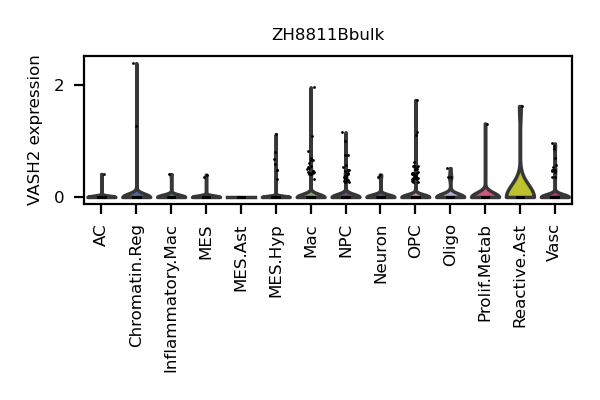 ZH8811Bbulk
VASH2 expression
2
0
AC
Chromatin.Reg
Inflammatory.Mac
MES
MES.Ast
MES.Hyp
Mac
NPC
Neuron
OPC
Oligo
Prolif.Metab
Reactive.Ast
Vasc